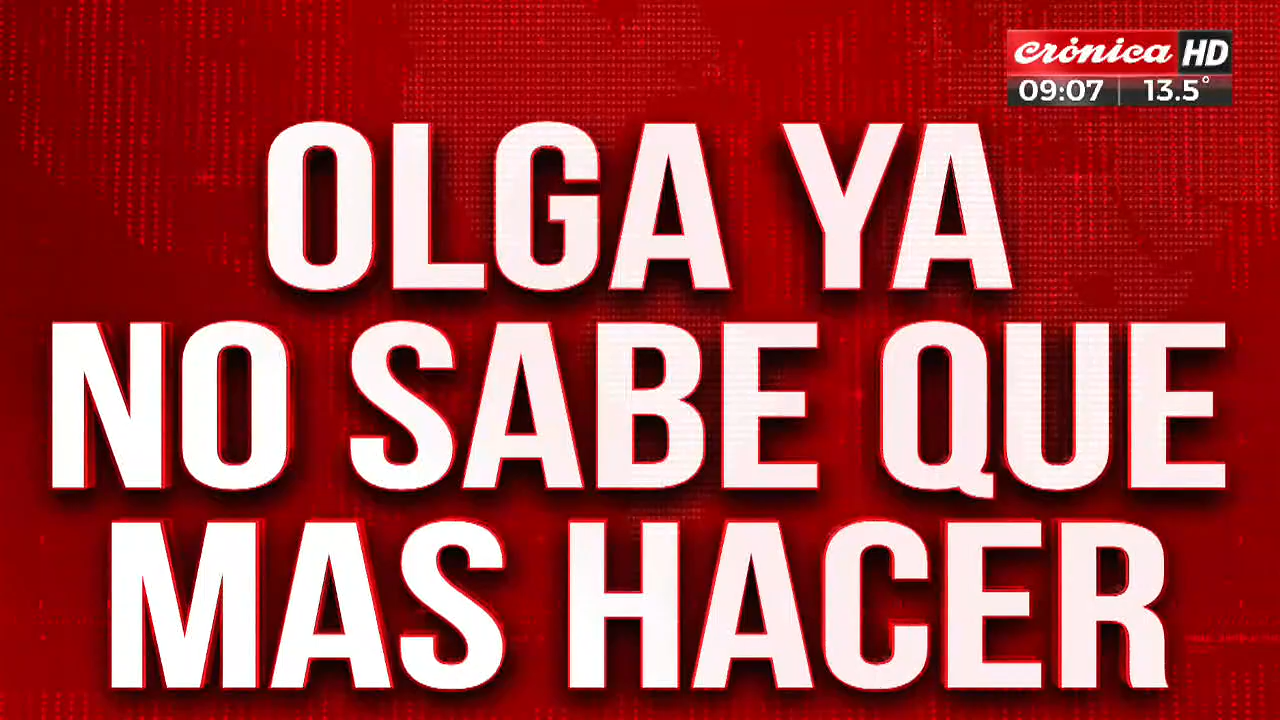 crónica HD
09:07 | 13.5°
OLGA YA
NO SABE QUE
MAS HACER